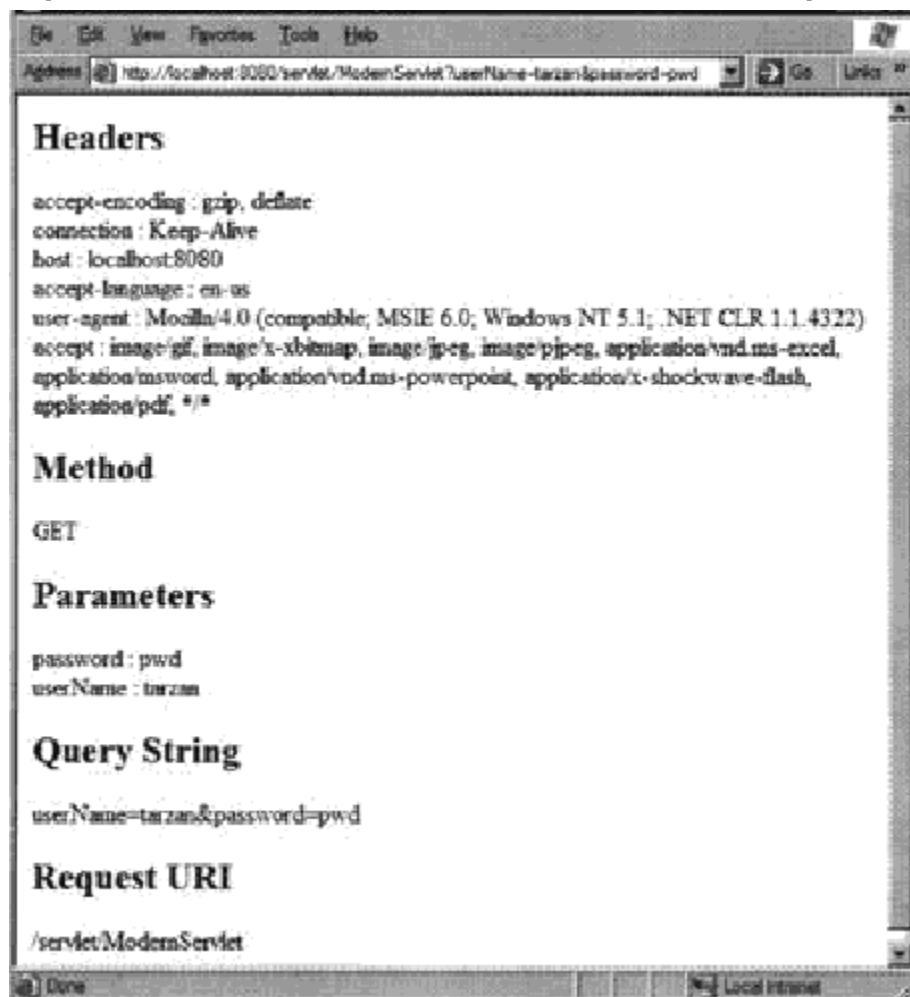 File Edit View Favorites Tools Help
Address http://localhost:8080/servlet/ModernServlet?userName=tarzan&password=pwd Go Links »
Headers
accept-encoding : gzip, deflate
connection : Keep-Alive
host : localhost:8080
accept-language : en-us
user-agent : Mozilla/4.0 (compatible; MSIE 6.0; Windows NT 5.1; .NET CLR 1.1.4322)
accept : image/gif, image/x-xbitmap, image/jpeg, image/pjpeg, application/vnd.ms-excel,
application/msword, application/vnd.ms-powerpoint, application/x-shockwave-flash,
application/pdf, */*
Method
GET
Parameters
password : pwd
userName : tarzan
Query String
userName=tarzan&password=pwd
Request URI
/servlet/ModernServlet
Done Local intranet